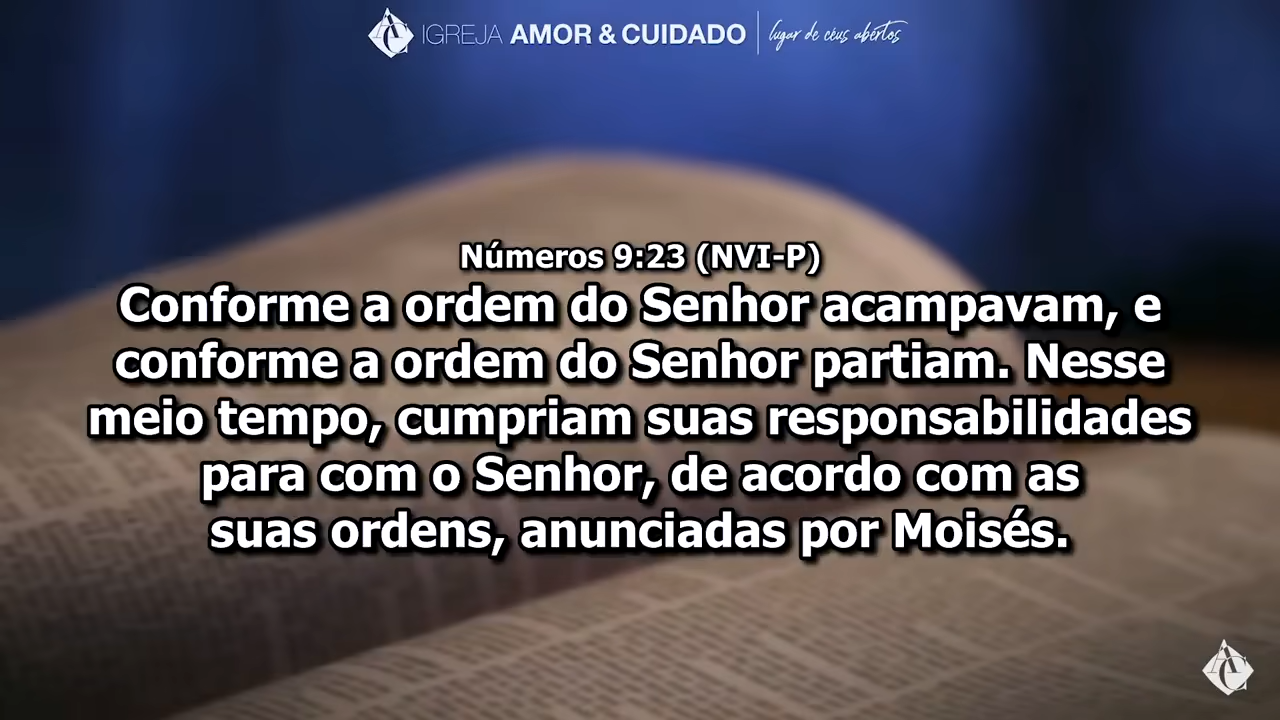 IGREJA AMOR & CUIDADO lugar de céus abertos
Números 9:23 (NVI-P)
Conforme a ordem do Senhor acampavam, e
conforme a ordem do Senhor partiam. Nesse
meio tempo, cumpriam suas responsabilidades
para com o Senhor, de acordo com as
suas ordens, anunciadas por Moisés.
AC